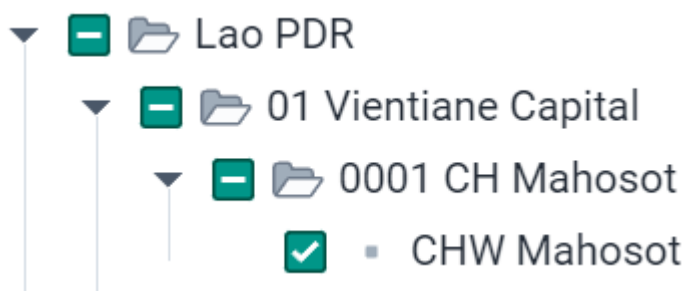 Lao PDR
01 Vientiane Capital
0001 CH Mahosot
CHW Mahosot